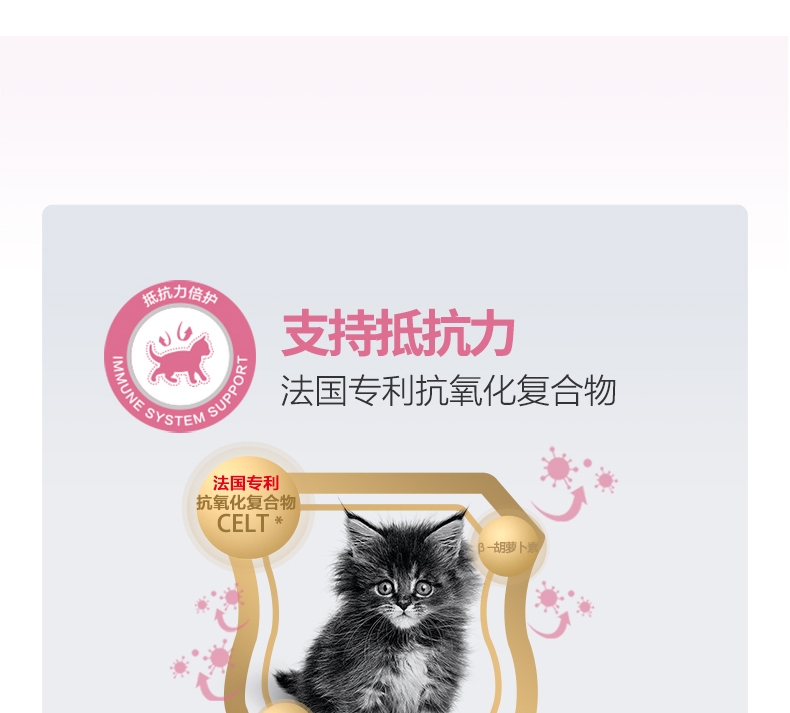 抵抗力倍护
IMMUNE SYSTEM SUPPORT
支持抵抗力
法国专利抗氧化复合物
法国专利
抗氧化复合物
CELT*
β-胡萝卜素